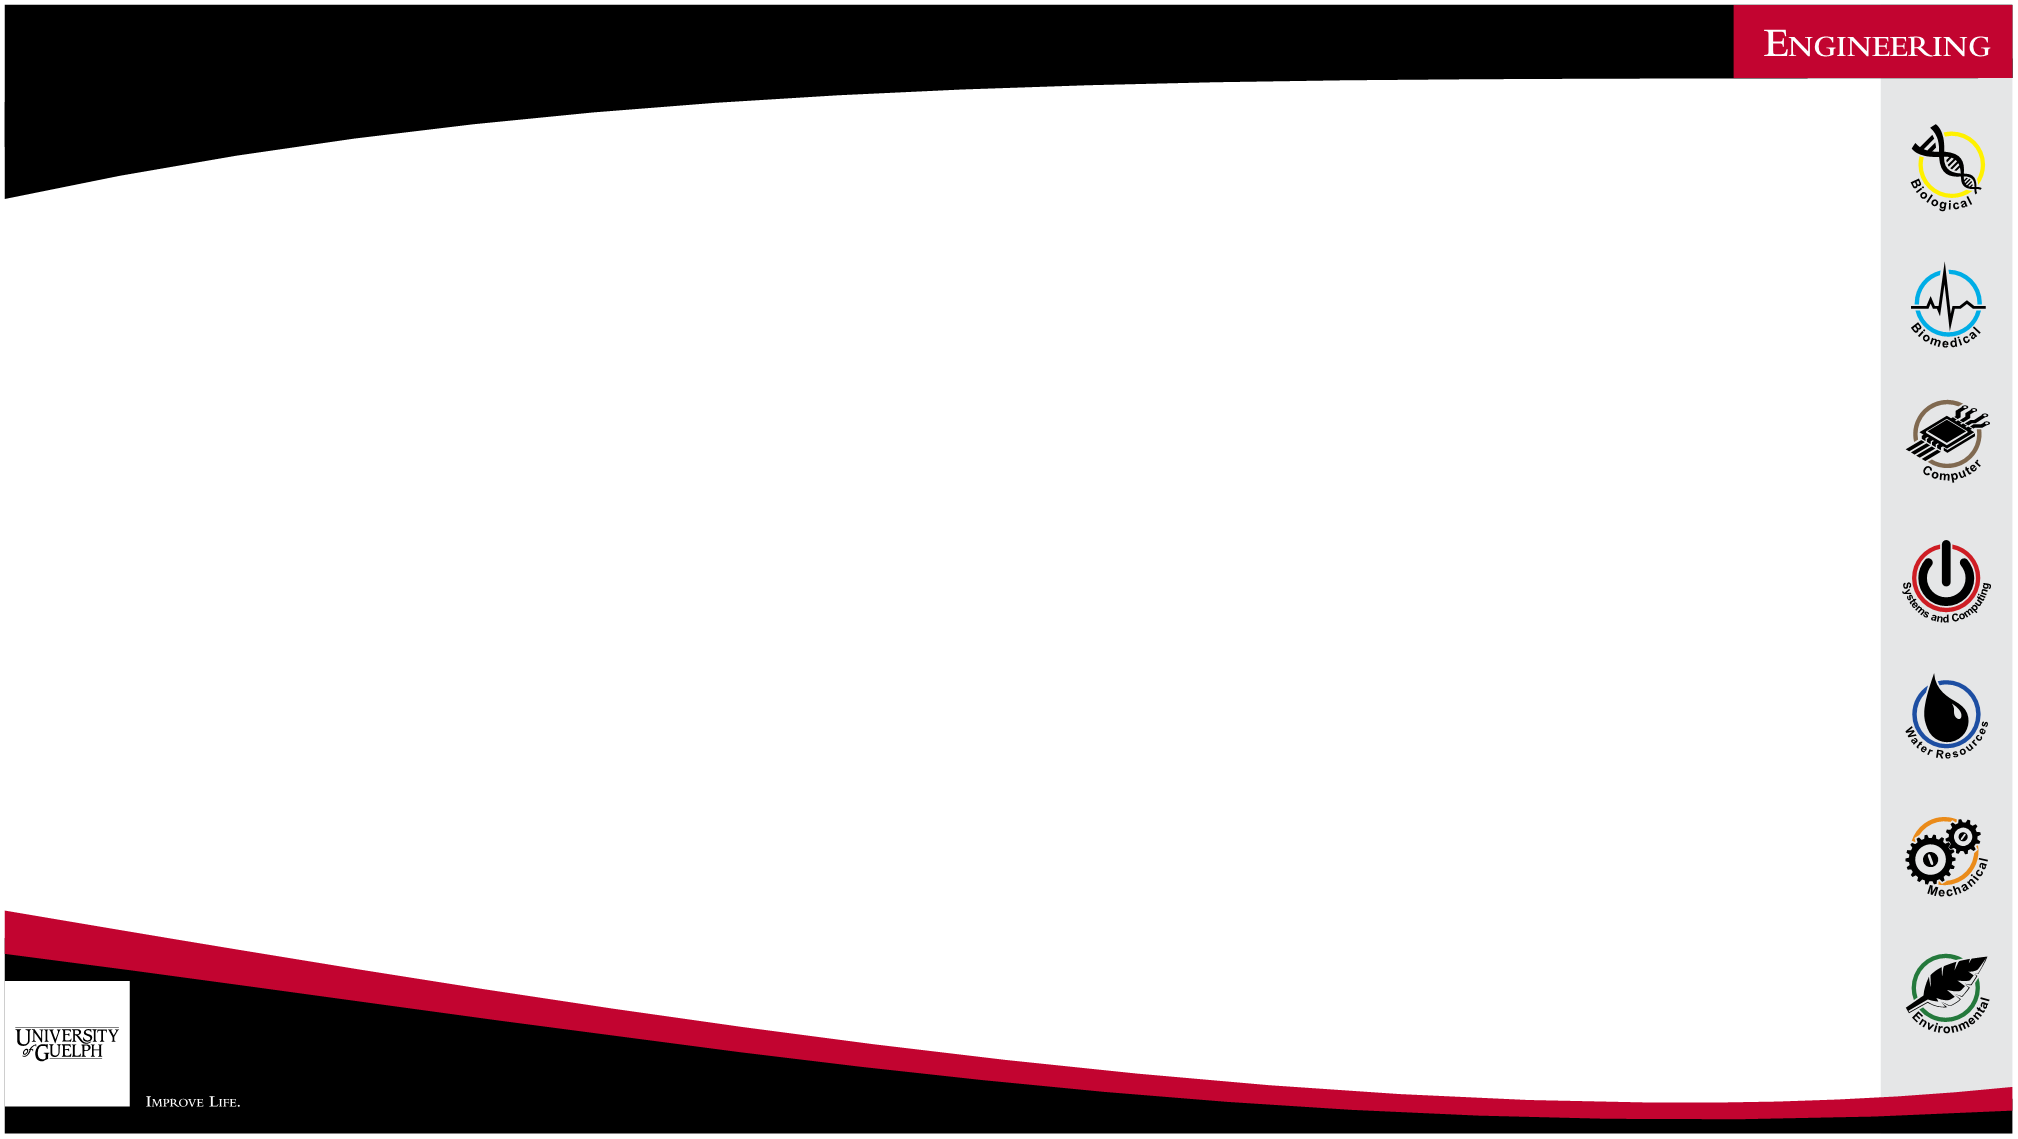 ENGINEERING
Biological
Biomedical
Computer
Systems and Computing
Water Resources
Mechanical
Environmental
UNIVERSITY
of GUELPH
IMPROVE LIFE.